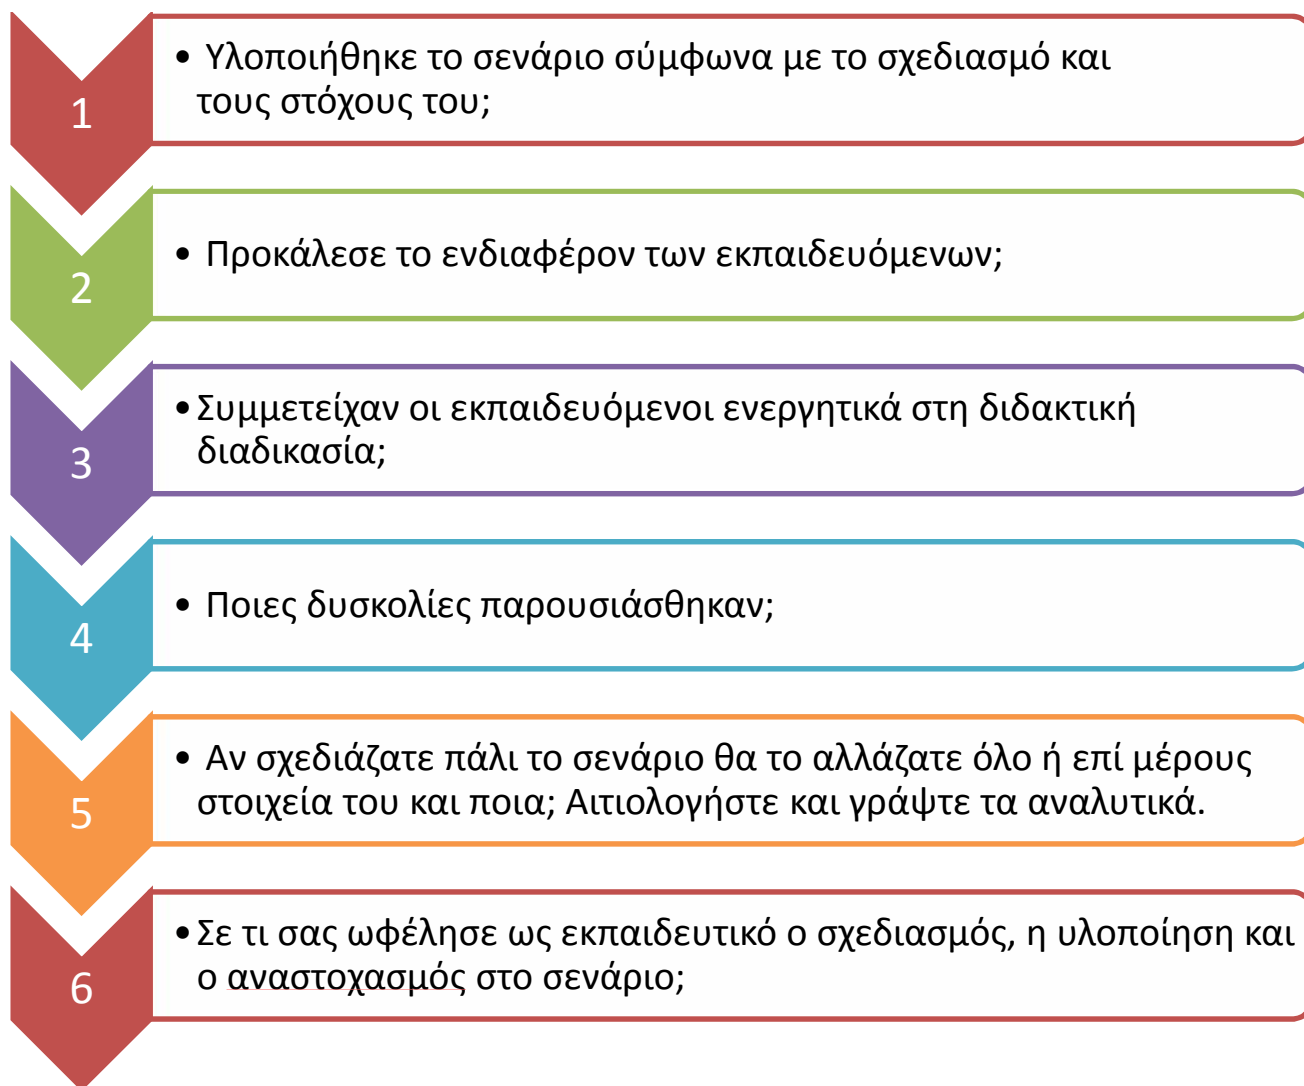 1
• Υλοποιήθηκε το σενάριο σύμφωνα με το σχεδιασμό και
τους στόχους του;
2
• Προκάλεσε το ενδιαφέρον των εκπαιδευόμενων;
3
• Συμμετείχαν οι εκπαιδευόμενοι ενεργητικά στη διδακτική
διαδικασία;
4
• Ποιες δυσκολίες παρουσιάσθηκαν;
5
• Αν σχεδιάζατε πάλι το σενάριο θα το αλλάζατε όλο ή επί μέρους
στοιχεία του και ποια; Αιτιολογήστε και γράψτε τα αναλυτικά.
6
• Σε τι σας ωφέλησε ως εκπαιδευτικό ο σχεδιασμός, η υλοποίηση και
ο αναστοχασμός στο σενάριο;